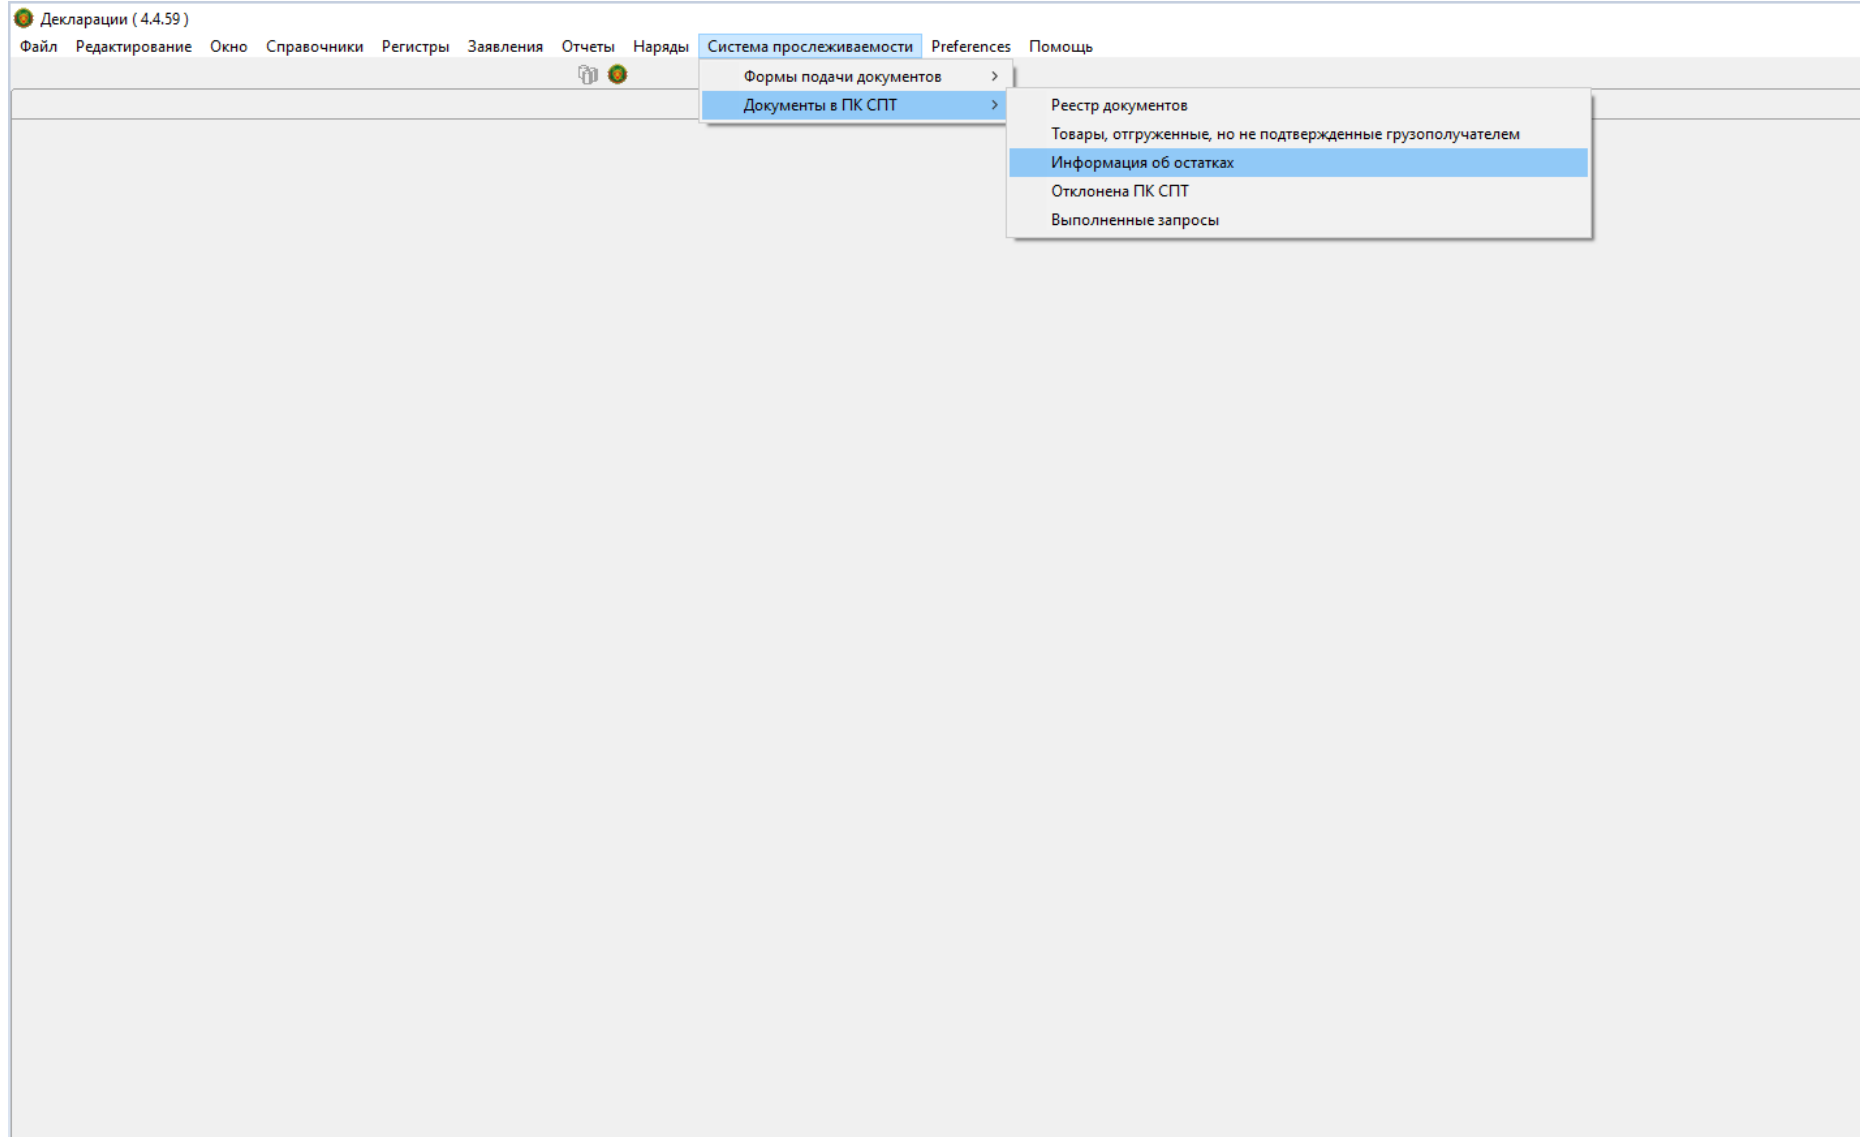 Декларации ( 4.4.59 )
Файл Редактирование Окно Справочники Регистры Заявления Отчеты Наряды Система прослеживаемости Preferences Помощь
Формы подачи документов >
Документы в ПК СПТ >
Реестр документов
Товары, отгруженные, но не подтвержденные грузополучателем
Информация об остатках
Отклонена ПК СПТ
Выполненные запросы